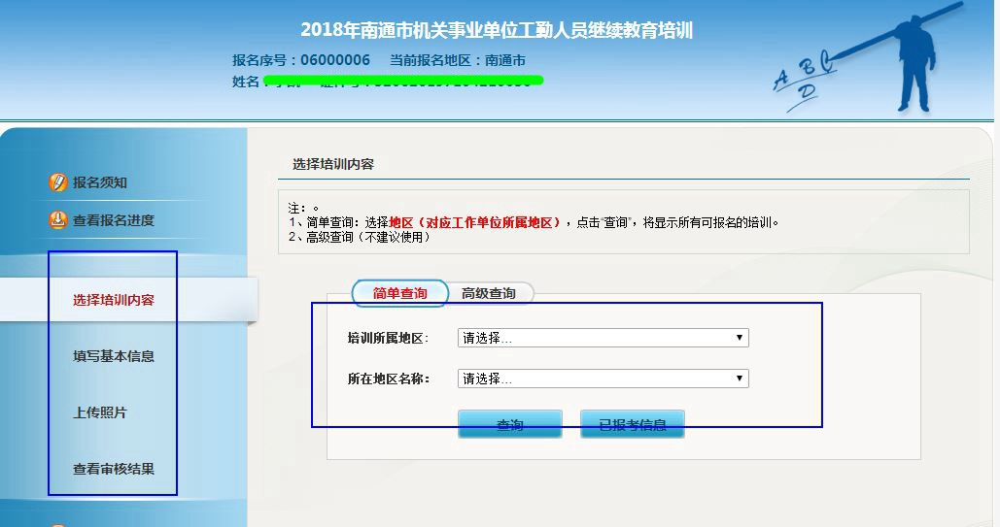 2018年南通市机关事业单位工勤人员继续教育培训
报名序号：06000006 当前报名地区：南通市
姓名
A B C D
报名须知
查看报名进度
选择培训内容
填写基本信息
上传照片
查看审核结果
选择培训内容
注：。
1、简单查询：选择地区（对应工作单位所属地区），点击“查询”，将显示所有可报名的培训。
2、高级查询（不建议使用）
简单查询 高级查询
培训所属地区： 请选择...
所在地区名称： 请选择...
查询 已报考信息